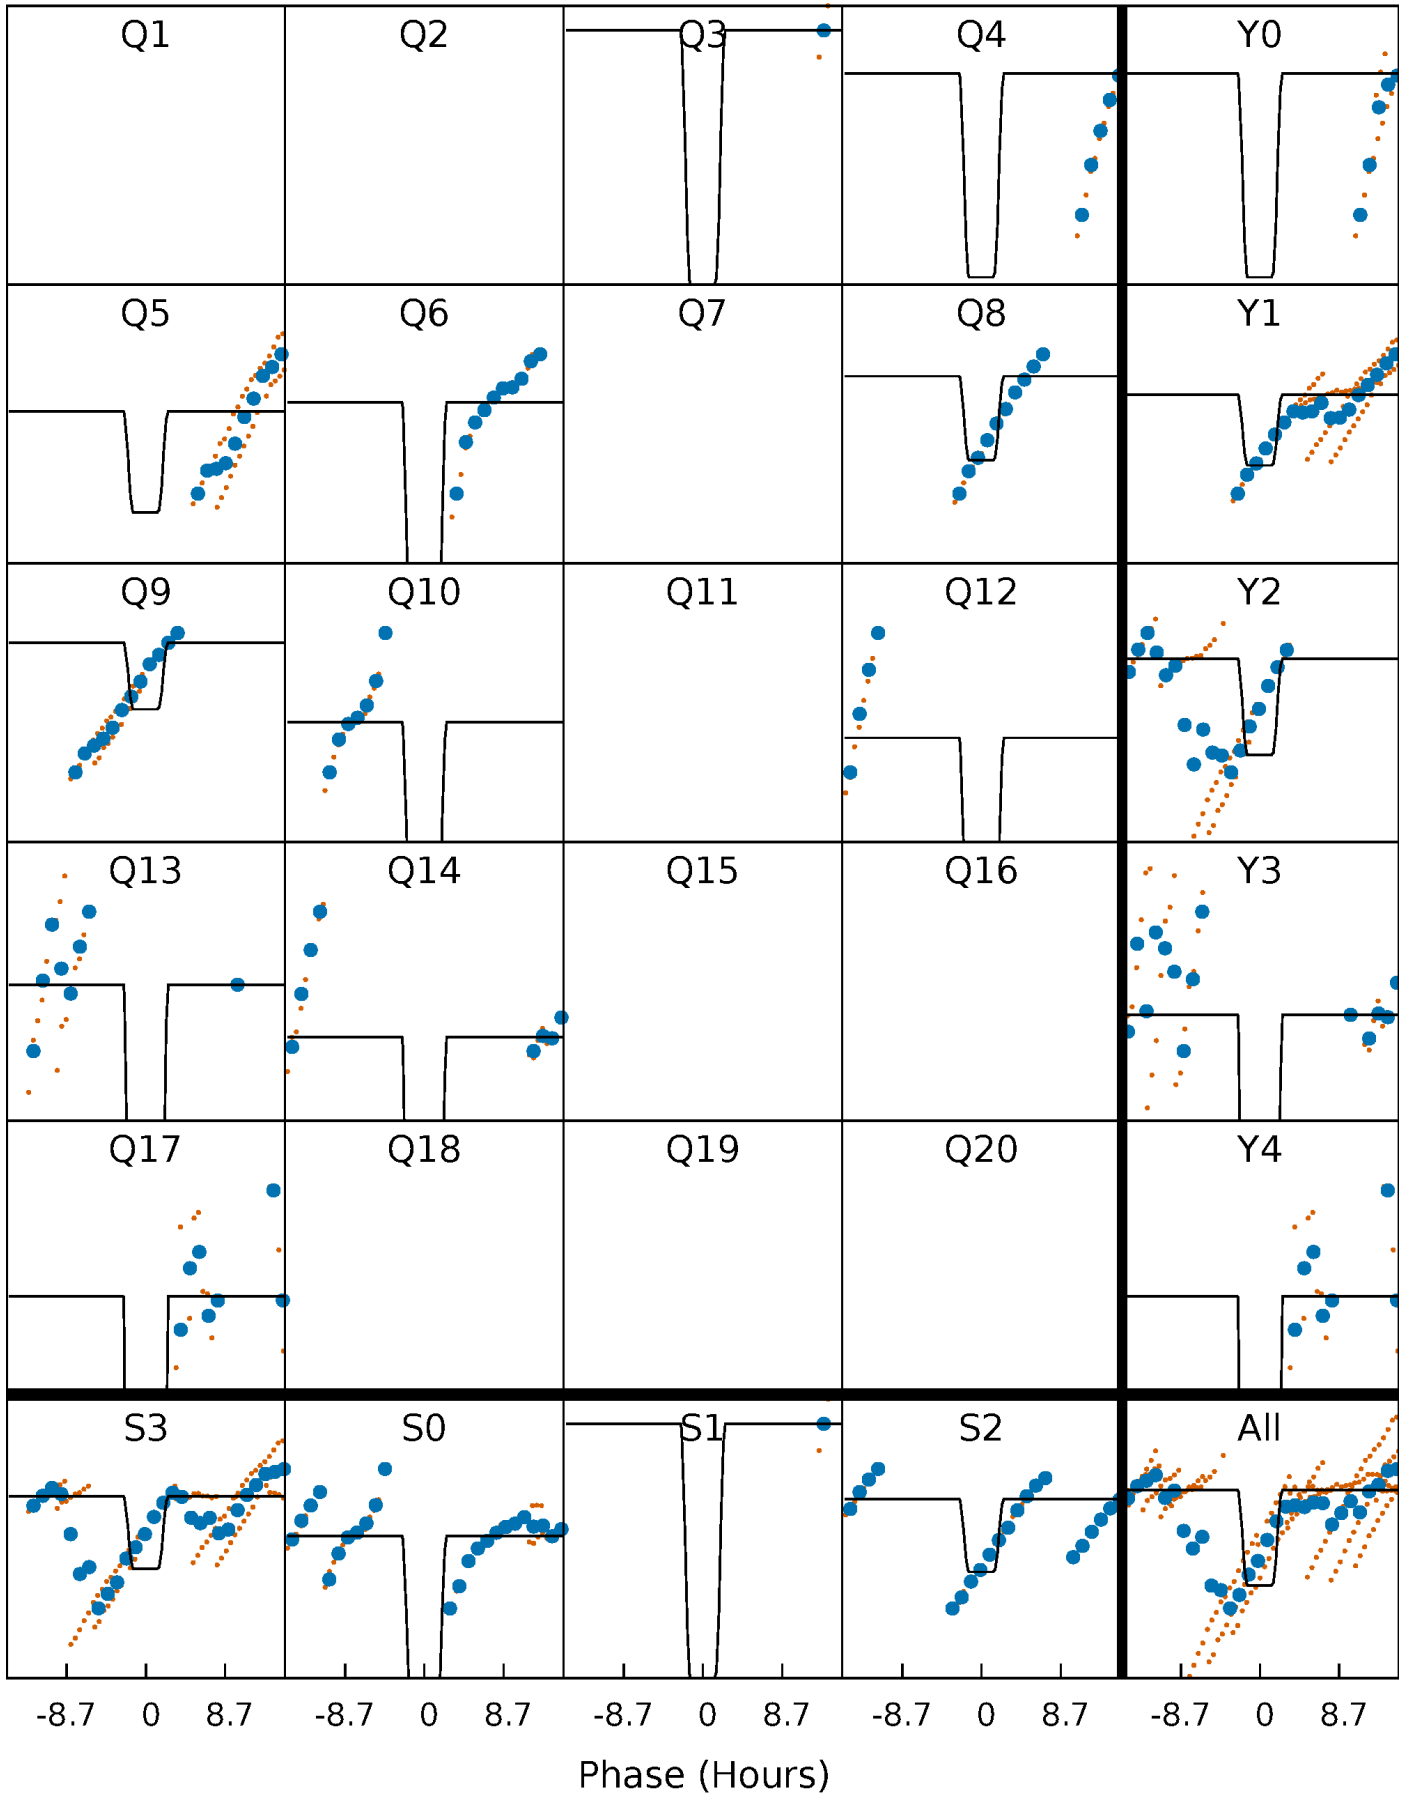 Q1 Q2 Q3 Q4 Y0
Q5 Q6 Q7 Q8 Y1
Q9 Q10 Q11 Q12 Y2
Q13 Q14 Q15 Q16 Y3
Q17 Q18 Q19 Q20 Y4
S3 S0 S1 S2 All
-8.7 0 8.7 -8.7 0 8.7 -8.7 0 8.7 -8.7 0 8.7 -8.7 0 8.7
Phase (Hours)